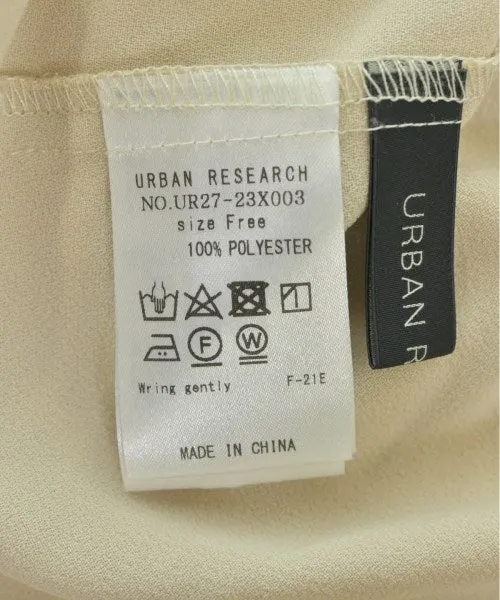 URBAN RESEARCH
NO.UR27-23X003
size Free
100% POLYESTER
F W
Wring gently F-21E
MADE IN CHINA
URBAN R